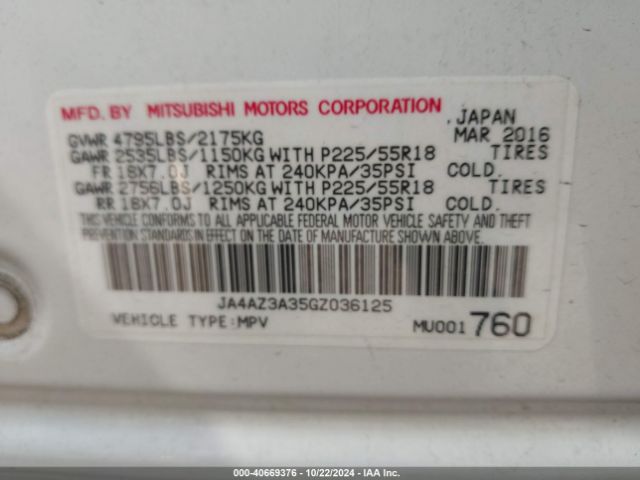 MFD. BY MITSUBISHI MOTORS CORPORATION JAPAN
GVWR 4795LBS/2175KG MAR 2016
GAWR 2535LBS/1150KG WITH P225/55R18 TIRES
FR 18X7.0J RIMS AT 240KPA/35PSI COLD.
GAWR 2756LBS/1250KG WITH P225/55R18 TIRES
RR 18X7.0J RIMS AT 240KPA/35PSI COLD.
THIS VEHICLE CONFORMS TO ALL APPLICABLE FEDERAL MOTOR VEHICLE SAFETY AND THEFT
PREVENTION STANDARDS IN EFFECT ON THE DATE OF MANUFACTURE SHOWN ABOVE.
JA4AZ3A35GZ036125
VEHICLE TYPE:MPV MU001760
000-40669376 - 10/22/2024 - IAA Inc.